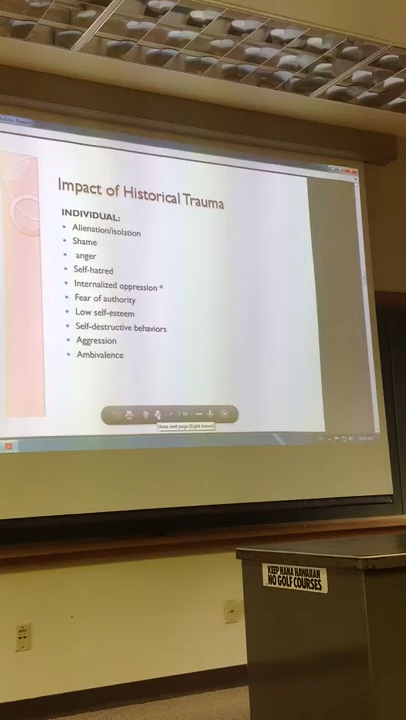 Impact of Historical Trauma
INDIVIDUAL:
Alienation/isolation
Shame
anger
Self-hatred
Internalized oppression *
Fear of authority
Low self-esteem
Self-destructive behaviors
Aggression
Ambivalence
Show next page (Right Arrow)
KEEP HANA HAWAIIAN
NO GOLF COURSES